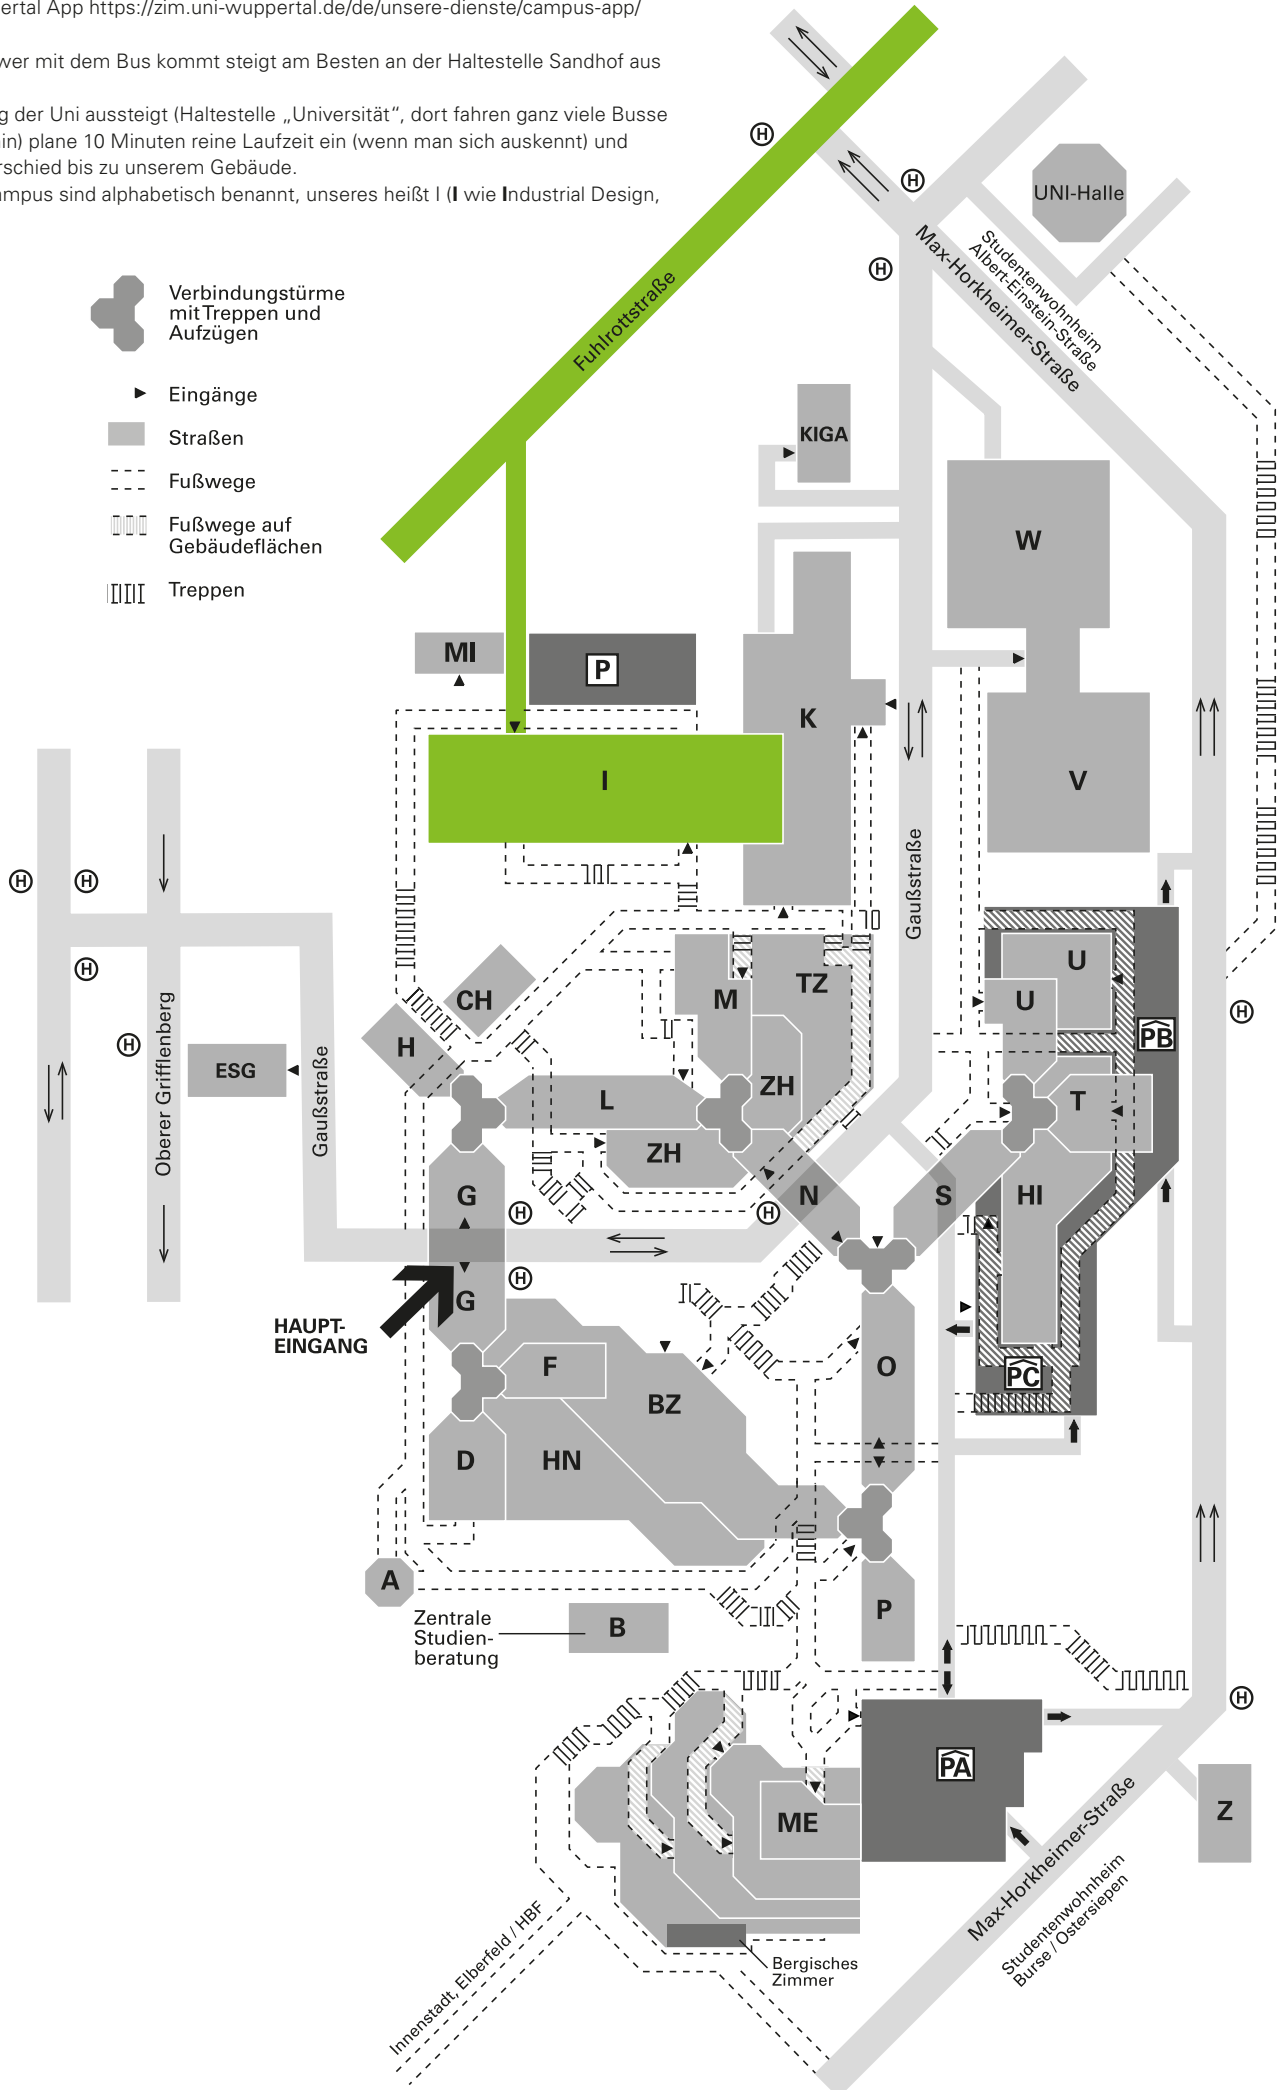 pertal App https://zim.uni-wuppertal.de/de/unsere-dienste/campus-app/
wer mit dem Bus kommt steigt am Besten an der Haltestelle Sandhof aus
g der Uni aussteigt (Haltestelle „Universität“, dort fahren ganz viele Busse
in) plane 10 Minuten reine Laufzeit ein (wenn man sich auskennt) und
rschied bis zu unserem Gebäude.
ampus sind alphabetisch benannt, unseres heißt I (I wie Industrial Design,
H
H
H
UNI-Halle
Max-Horkheimer-Straße
Studentenwohnheim
Albert-Einstein-Straße
Fuhlrottstraße
Verbindungstürme
mit Treppen und
Aufzügen
Eingänge
Straßen
Fußwege
Fußwege auf
Gebäudeflächen
Treppen
KIGA
W
MI
P
K
I
V
Gaußstraße
H
H
H
H
Oberer Grifflenberg
ESG
Gaußstraße
CH
H
M
TZ
U
U
PB
H
L
ZH
ZH
T
G
N
S
HI
H
H
H
G
HAUPT-
EINGANG
F
BZ
O
PC
D
HN
A
B
P
Zentrale
Studien-
beratung
H
PA
ME
Z
Max-Horkheimer-Straße
Studentenwohnheim
Burse / Ostersiepen
Bergisches
Zimmer
Innenstadt, Elberfeld / HBF